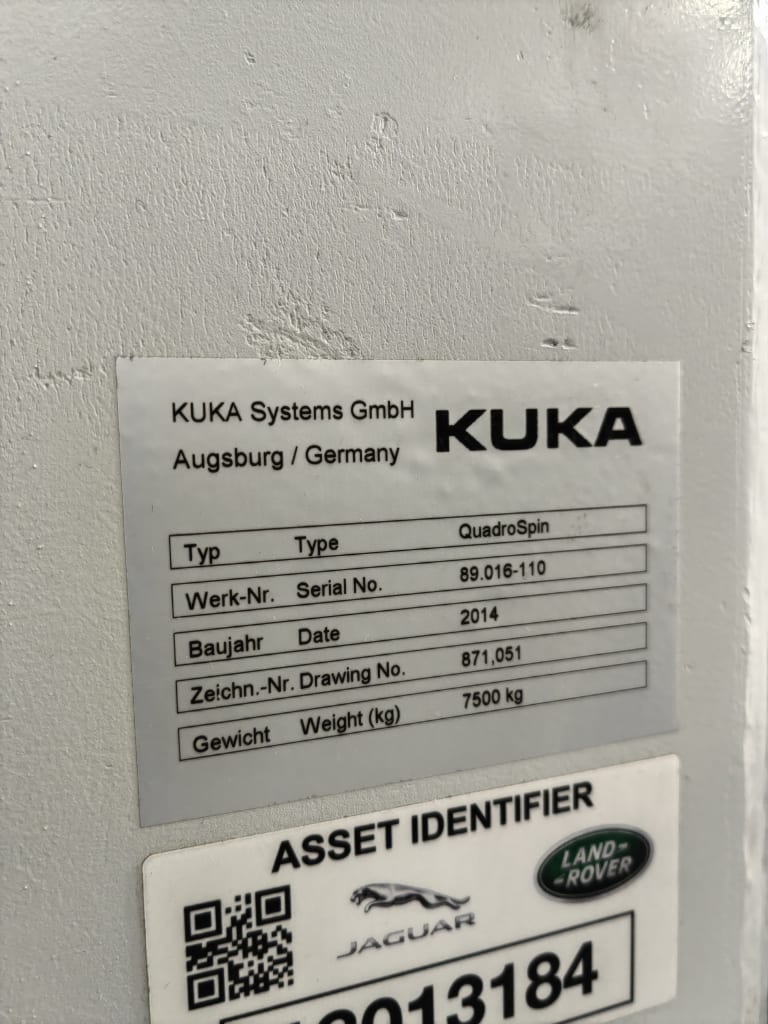 KUKA Systems GmbH KUKA
Augsburg / Germany
Typ Type QuadroSpin
Werk-Nr. Serial No. 89.016-110
Baujahr Date 2014
Zeichn.-Nr. Drawing No. 871,051
Gewicht Weight (kg) 7500 kg
ASSET IDENTIFIER
JAGUAR LAND-
-ROVER